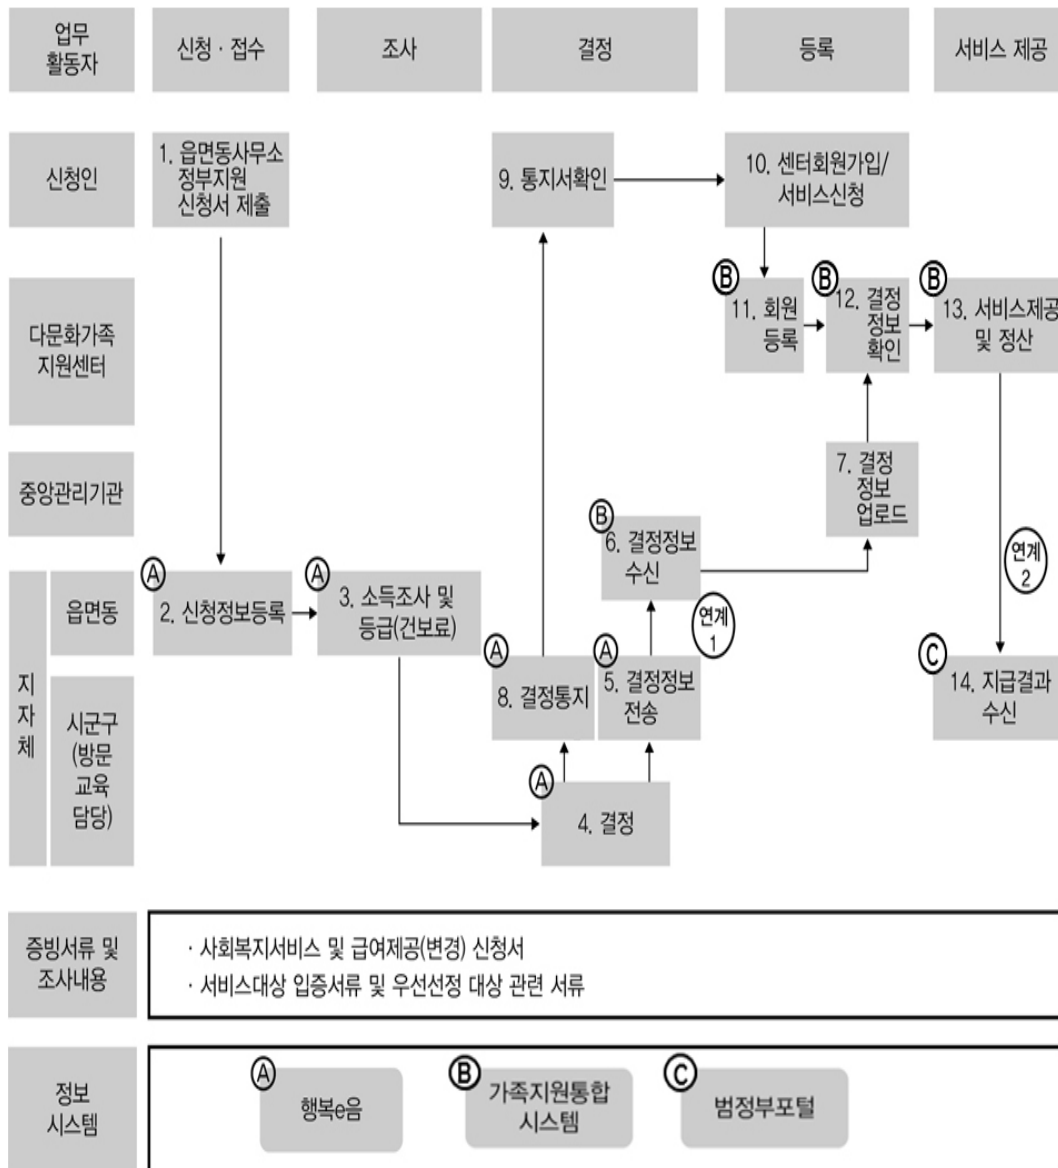 업무
활동자
신청 · 접수
조사
결정
등록
서비스 제공
신청인
1. 읍면동사무소
정부지원
신청서 제출
9. 통지서확인
10. 센터회원가입/
서비스신청
다문화가족
지원센터
B
11. 회원
등록
B
12. 결정
정보
확인
B
13. 서비스제공
및 정산
중앙관리기관
7. 결정
정보
업로드
B
6. 결정정보
수신
연계
1
연계
2
지
자
체
읍면동
A
2. 신청정보등록
A
3. 소득조사 및
등급(건보료)
A
8. 결정통지
A
5. 결정정보
전송
C
14. 지급결과
수신
시군구
(방문
교육
담당)
A
4. 결정
증빙서류 및
조사내용
· 사회복지서비스 및 급여제공(변경) 신청서
· 서비스대상 입증서류 및 우선선정 대상 관련 서류
정보
시스템
A
행복e음
B
가족지원통합
시스템
C
범정부포털